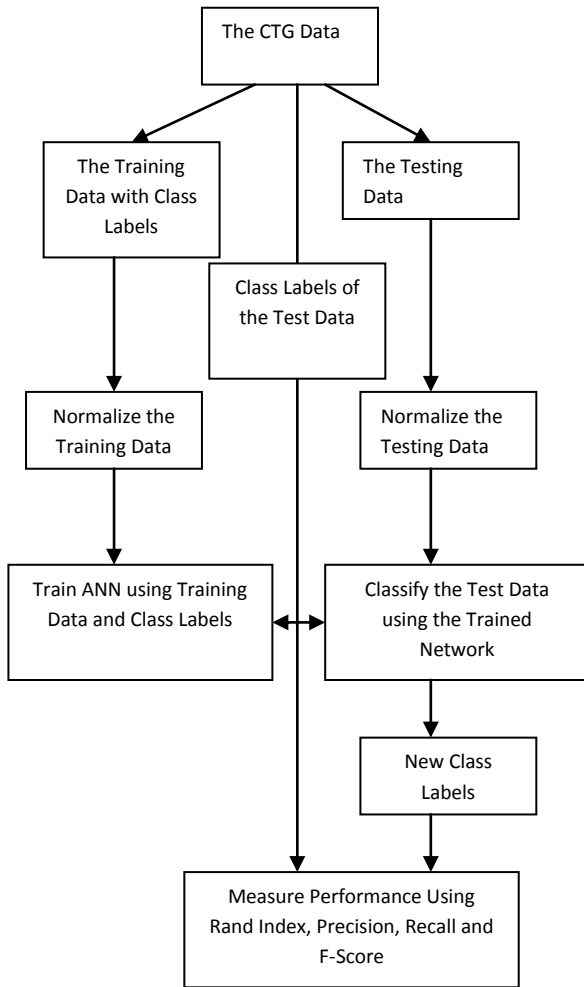 The CTG Data
The Training
Data with Class
Labels
The Testing
Data
Class Labels of
the Test Data
Normalize the
Training Data
Normalize the
Testing Data
Train ANN using Training
Data and Class Labels
Classify the Test Data
using the Trained
Network
New Class
Labels
Measure Performance Using
Rand Index, Precision, Recall and
F-Score